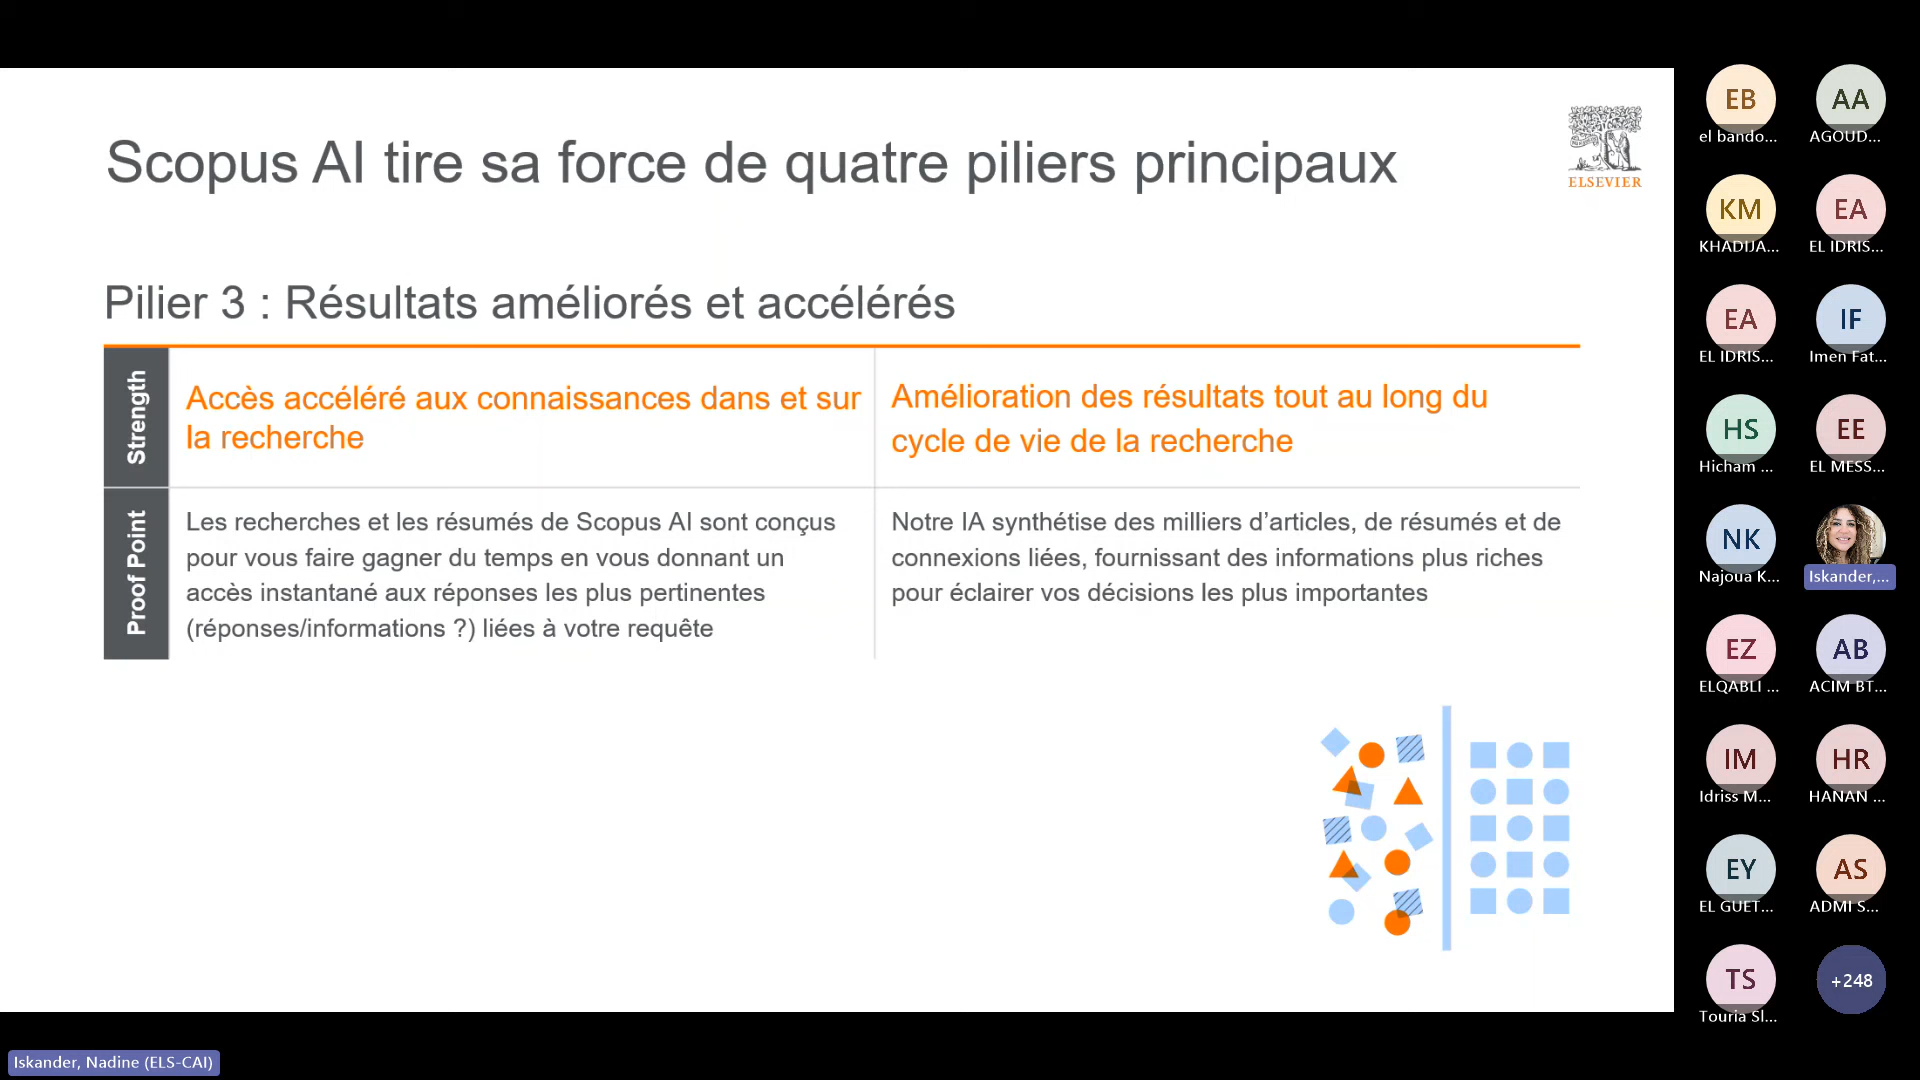 Scopus AI tire sa force de quatre piliers principaux
ELSEVIER
Pilier 3 : Résultats améliorés et accélérés
Strength
Accès accéléré aux connaissances dans et sur
la recherche
Amélioration des résultats tout au long du
cycle de vie de la recherche
Proof Point
Les recherches et les résumés de Scopus AI sont conçus
pour vous faire gagner du temps en vous donnant un
accès instantané aux réponses les plus pertinentes
(réponses/informations ?) liées à votre requête
Notre IA synthétise des milliers d’articles, de résumés et de
connexions liées, fournissant des informations plus riches
pour éclairer vos décisions les plus importantes
EB
el bando...
AA
AGOUD...
KM
KHADIJA...
EA
EL IDRIS...
EA
EL IDRIS...
IF
Imen Fat...
HS
Hicham ...
EE
EL MESS...
NK
Najoua K...
Iskander,...
EZ
ELQABLI ...
AB
ACIM BT...
IM
Idriss M...
HR
HANAN ...
EY
EL GUET...
AS
ADMI S...
TS
Touria Sl...
+248
Iskander, Nadine (ELS-CAI)